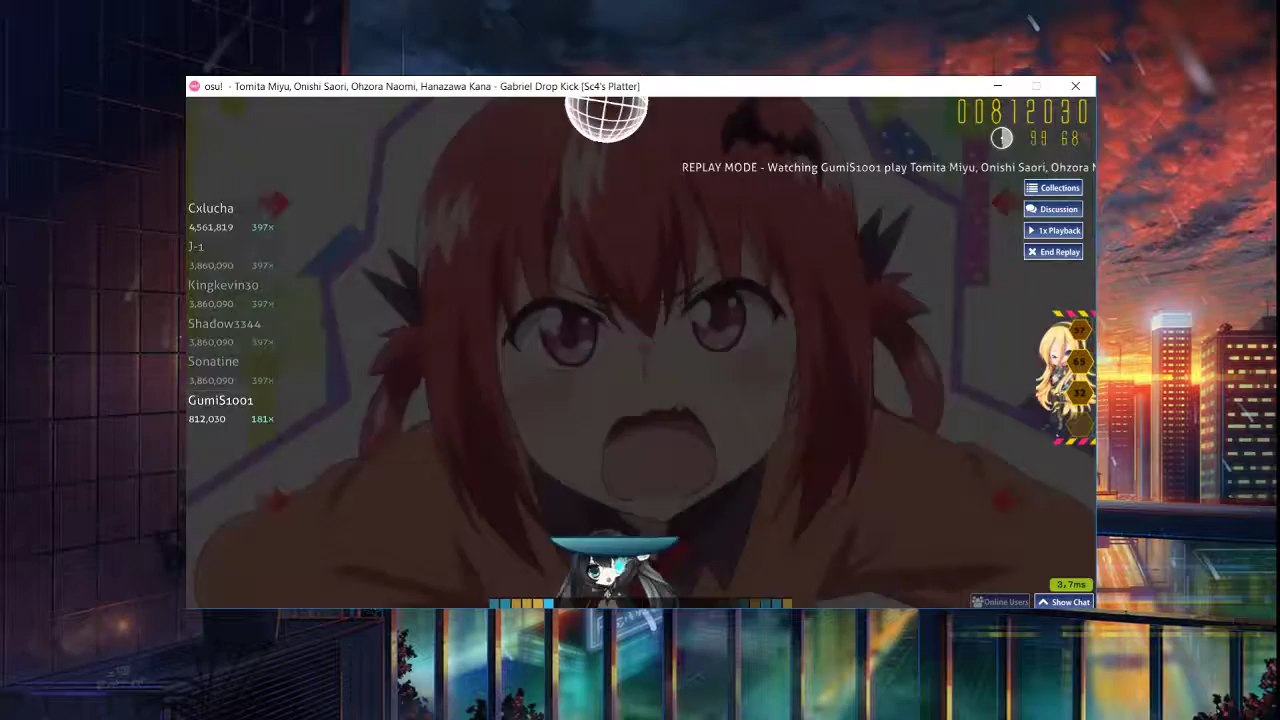 osu! - Tomita Miyu, Onishi Saori, Ohzora Naomi, Hanazawa Kana - Gabriel Drop Kick [Sc4's Platter]
00812030
99 68
REPLAY MODE - Watching GumiS1001 play Tomita Miyu, Onishi Saori, Ohzora N
Collections
Discussion
1x Playback
End Replay
Cxlucha
4,561,819 397x
J-1
3,860,090 397x
Kingkevin30
3,860,090 397x
Shadow3344
3,860,090 397x
Sonatine
3,860,090 397x
GumiS1001
812,030 181x
37
65
32
3,7ms
Online Users
Show Chat